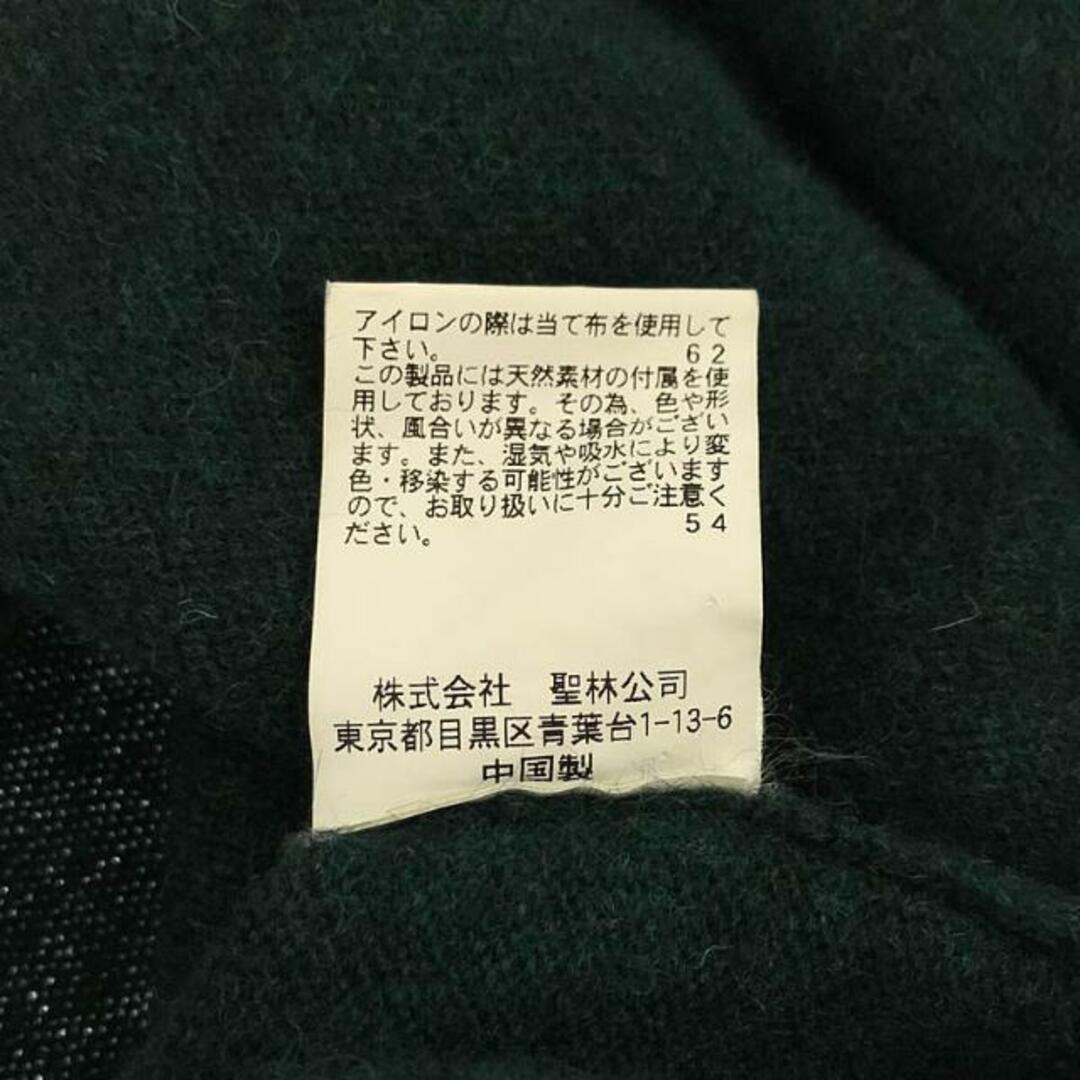 アイロンの際は当て布を使用して
下さい。 62
この製品には天然素材の付属を使
用しております。その為、色や形
状、風合いが異なる場合がござい
ます。また、湿気や吸水により変
色・移染する可能性がございます
ので、お取り扱いに十分ご注意く
ださい。 54
株式会社 聖林公司
東京都目黒区青葉台1-13-6
中国製